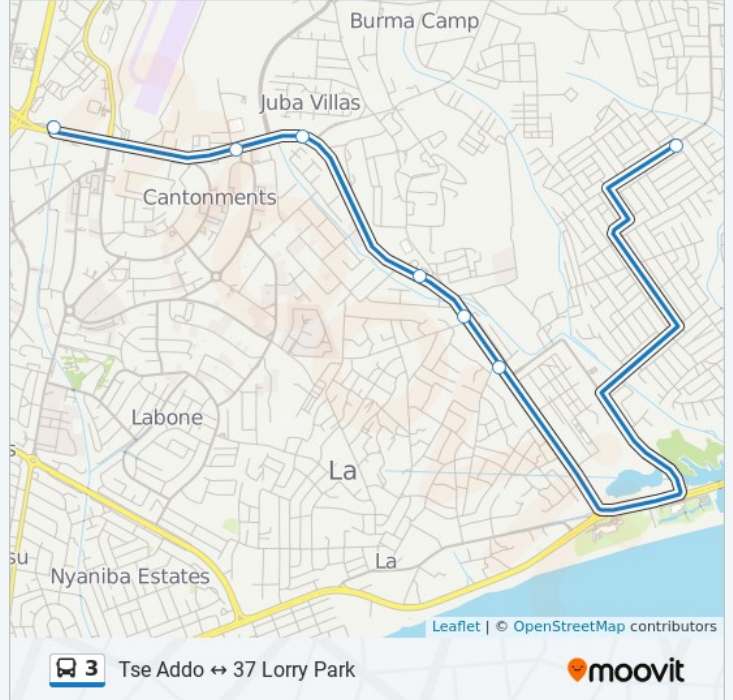 Burma Camp
Juba Villas
Cantonments
Labone
La
s
La
su
Nyaniba Estates
Leaflet | © OpenStreetMap contributors
3 Tse Addo ↔ 37 Lorry Park
moovit